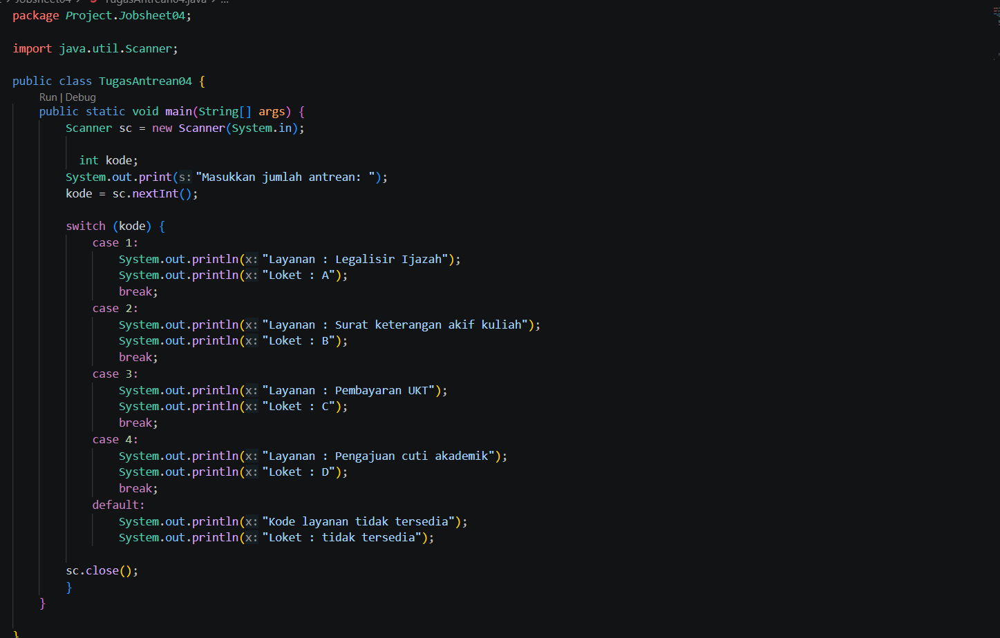 Jobsheet04 > TugasAntrean04.java > ...
package Project.Jobsheet04;
import java.util.Scanner;
public class TugasAntrean04 {
Run | Debug
public static void main(String[] args) {
Scanner sc = new Scanner(System.in);
int kode;
System.out.print(s: "Masukkan jumlah antrean: ");
kode = sc.nextInt();
switch (kode) {
case 1:
System.out.println(x: "Layanan : Legalisir Ijazah");
System.out.println(x: "Loket : A");
break;
case 2:
System.out.println(x: "Layanan : Surat keterangan akif kuliah");
System.out.println(x: "Loket : B");
break;
case 3:
System.out.println(x: "Layanan : Pembayaran UKT");
System.out.println(x: "Loket : C");
break;
case 4:
System.out.println(x: "Layanan : Pengajuan cuti akademik");
System.out.println(x: "Loket : D");
break;
default:
System.out.println(x: "Kode layanan tidak tersedia");
System.out.println(x: "Loket : tidak tersedia");
sc.close();
}
}
}